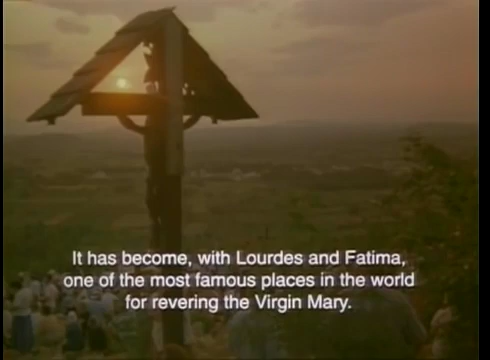 It has become, with Lourdes and Fatima,
one of the most famous places in the world
for revering the Virgin Mary.